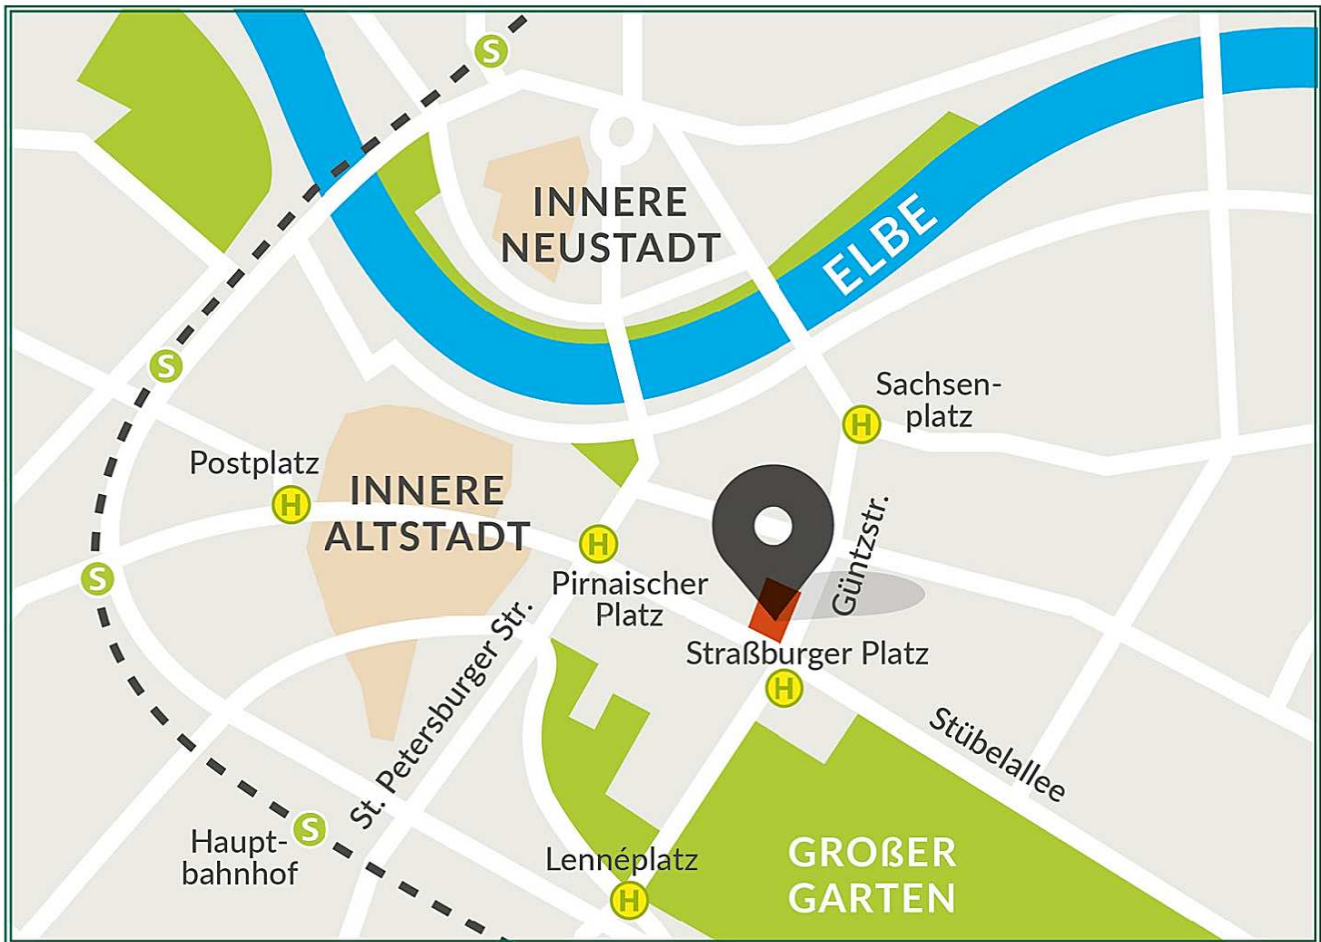 S
INNERE
NEUSTADT
ELBE
S
Sachsen-
platz
H
Postplatz
H
INNERE
ALTSTADT
H
Pirnaischer
Platz
Güntzstr.
S
Straßburger Platz
H
St. Petersburger Str.
Stübelallee
S
Haupt-
bahnhof
Lennéplatz
H
GROßER
GARTEN